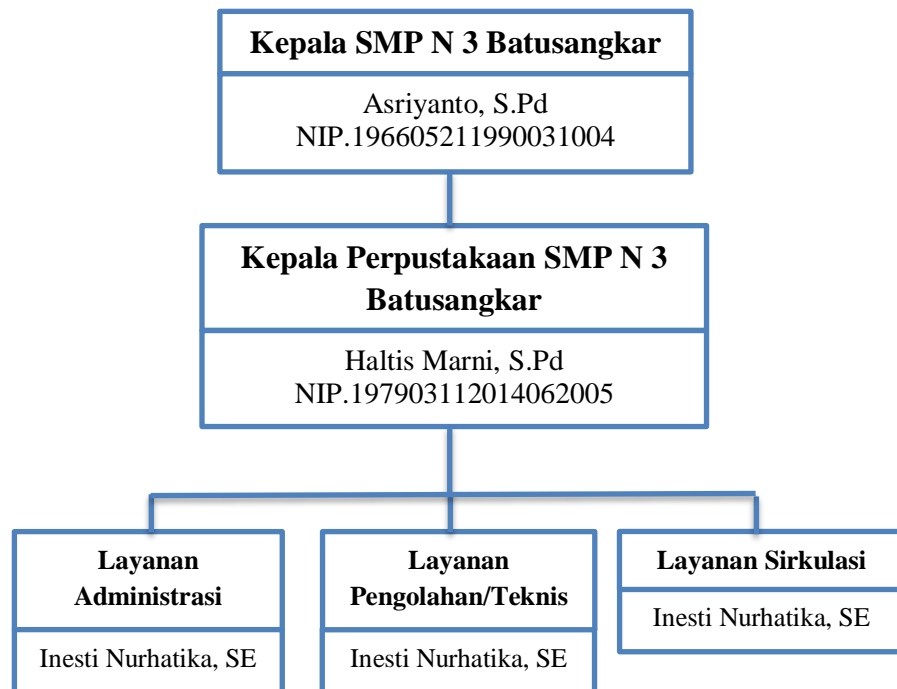 Kepala SMP N 3 Batusangkar
Asriyanto, S.Pd
NIP.196605211990031004
Kepala Perpustakaan SMP N 3
Batusangkar
Haltis Marni, S.Pd
NIP.197903112014062005
Layanan
Administrasi
Inesti Nurhatika, SE
Layanan
Pengolahan/Teknis
Inesti Nurhatika, SE
Layanan Sirkulasi
Inesti Nurhatika, SE